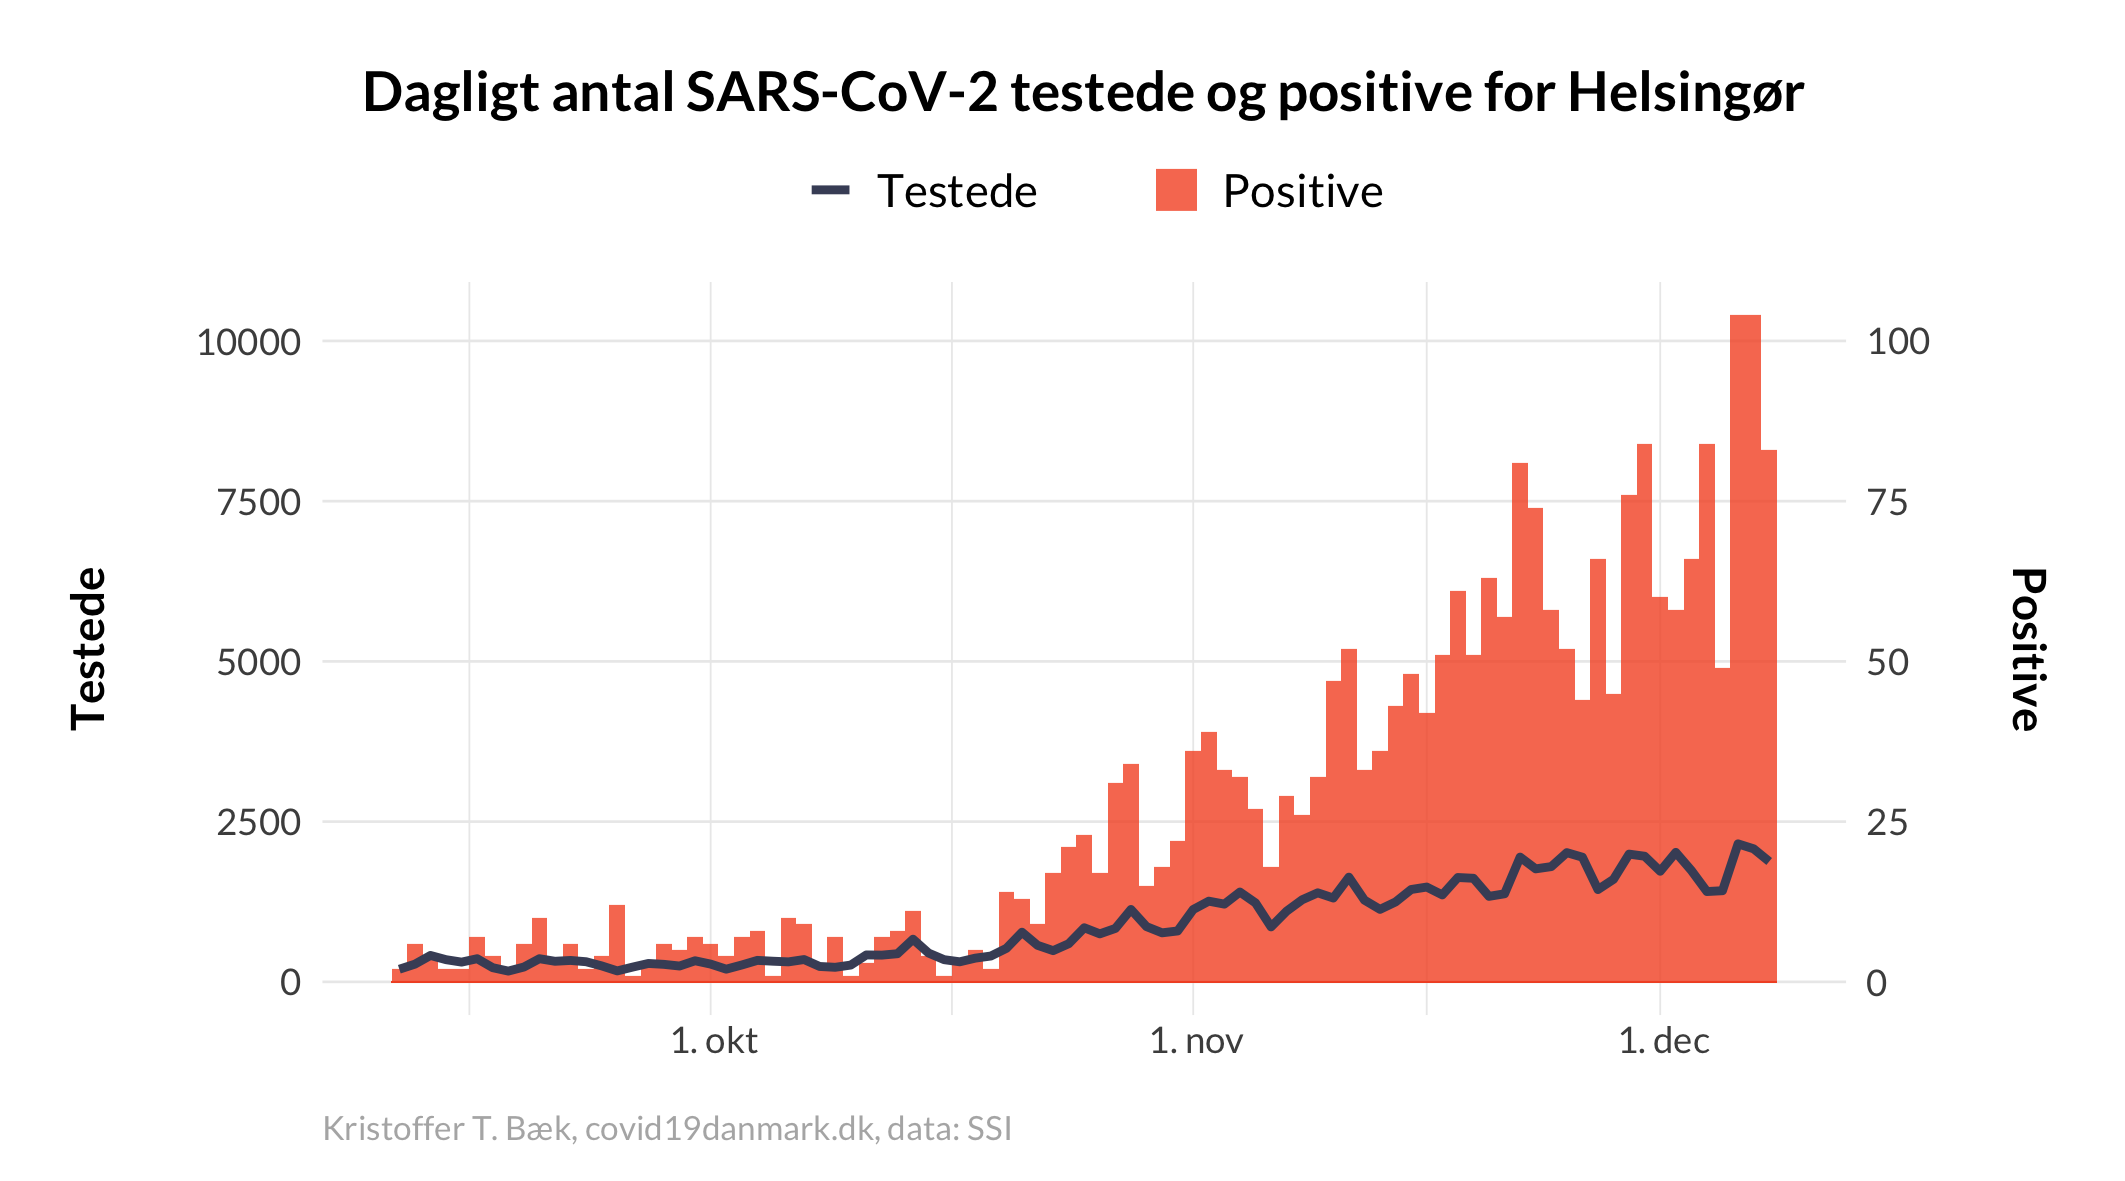 Dagligt antal SARS-CoV-2 testede og positive for Helsingør
Testede
Positive
10000
7500
5000
2500
0
100
75
50
25
0
Testede
Positive
1. okt
1. nov
1. dec
Kristoffer T. Bæk, covid19danmark.dk, data: SSI